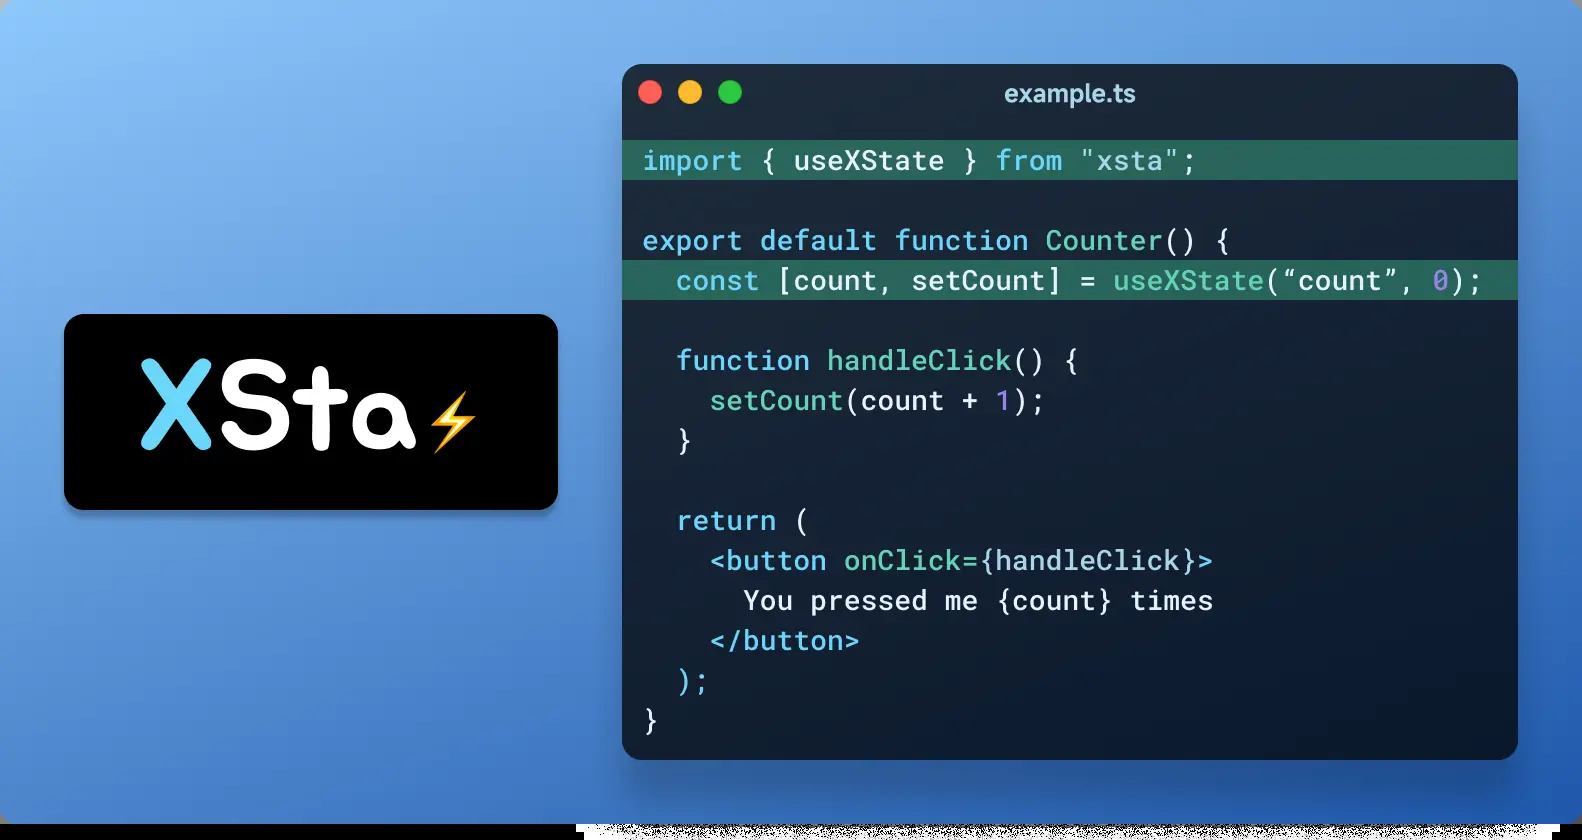 XSta⚡
example.ts
import { useXState } from "xsta";
export default function Counter() {
const [count, setCount] = useXState(“count”, 0);
function handleClick() {
setCount(count + 1);
}
return (
<button onClick={handleClick}>
You pressed me {count} times
</button>
);
}